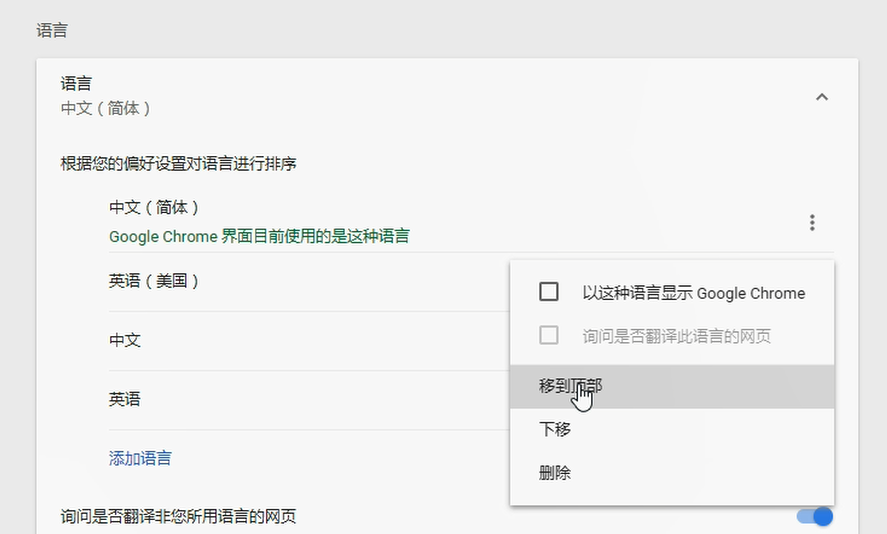 语言
语言
中文（简体）
根据您的偏好设置对语言进行排序
中文（简体）
Google Chrome 界面目前使用的是这种语言
英语（美国）
中文
英语
添加语言
以这种语言显示 Google Chrome
询问是否翻译此语言的网页
移到顶部
下移
删除
询问是否翻译非您所用语言的网页